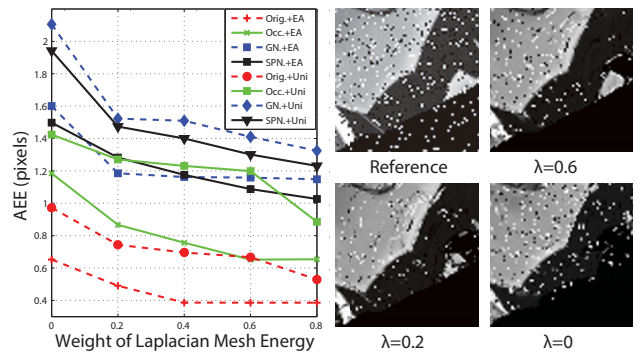 AEE (pixels)
2
1.8
1.6
1.4
1.2
1
0.8
0.6
0.4
0
0.2
0.4
0.6
0.8
Weight of Laplacian Mesh Energy
Orig.+EA
Occ.+EA
GN.+EA
SPN.+EA
Orig.+Uni
Occ.+Uni
GN.+Uni
SPN.+Uni
Reference
λ=0.6
λ=0.2
λ=0